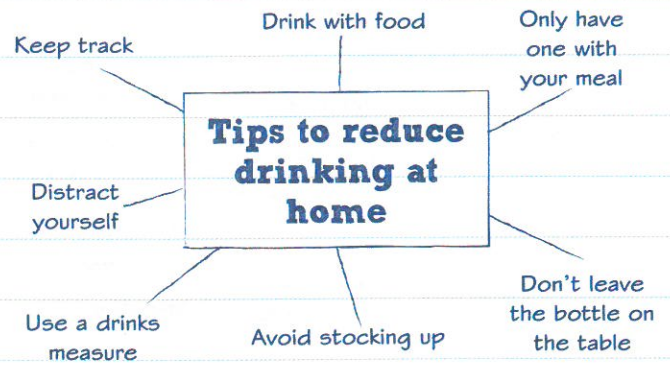 Drink with food
Only have
one with
your meal
Keep track
Tips to reduce
drinking at
home
Distract
yourself
Don't leave
the bottle on
the table
Use a drinks
measure
Avoid stocking up